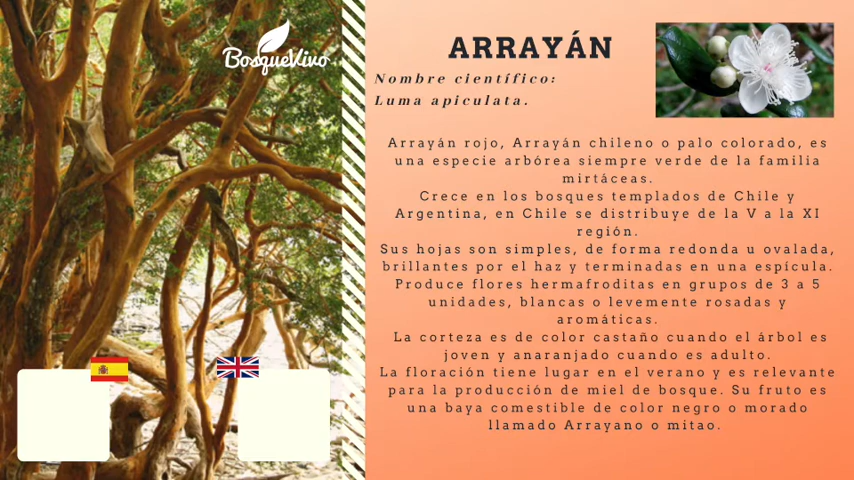 BosqueVivo
ARRAYÁN
Nombre científico:
Luma apiculata.
Arrayán rojo, Arrayán chileno o palo colorado, es
una especie arbórea siempre verde de la familia
mirtáceas.
Crece en los bosques templados de Chile y
Argentina, en Chile se distribuye de la V a la XI
región.
Sus hojas son simples, de forma redonda u ovalada,
brillantes por el haz y terminadas en una espícula.
Produce flores hermafroditas en grupos de 3 a 5
unidades, blancas o levemente rosadas y
aromáticas.
La corteza es de color castaño cuando el árbol es
joven y anaranjado cuando es adulto.
La floración tiene lugar en el verano y es relevante
para la producción de miel de bosque. Su fruto es
una baya comestible de color negro o morado
llamado Arrayano o mitao.